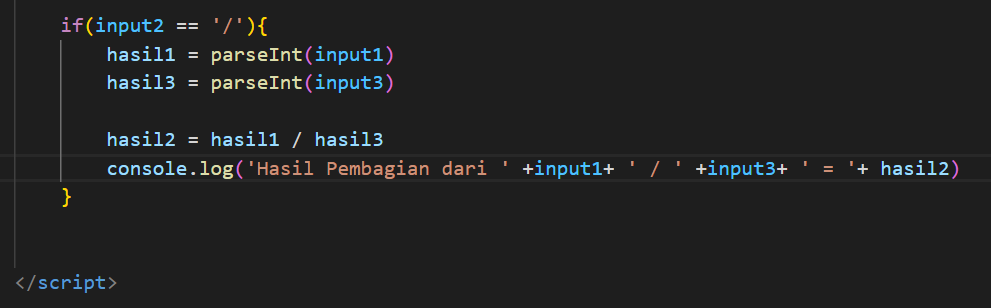 if(input2 == '/'){
hasil1 = parseInt(input1)
hasil3 = parseInt(input3)
hasil2 = hasil1 / hasil3
console.log('Hasil Pembagian dari ' +input1+ ' / ' +input3+ ' = '+ hasil2)
}
</script>